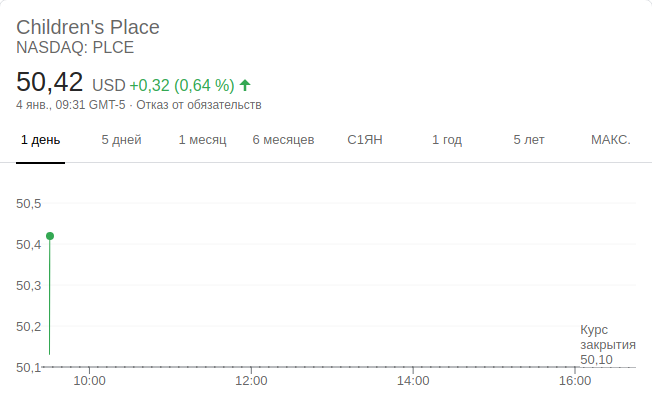 Children's Place
NASDAQ: PLCE
50,42 USD +0,32 (0,64 %)
4 янв., 09:31 GMT-5 · Отказ от обязательств
1 день 5 дней 1 месяц 6 месяцев С1ЯН 1 год 5 лет МАКС.
50,5
50,4
50,3
50,2
Курс
закрытия
50,10
50,1
10:00 12:00 14:00 16:00